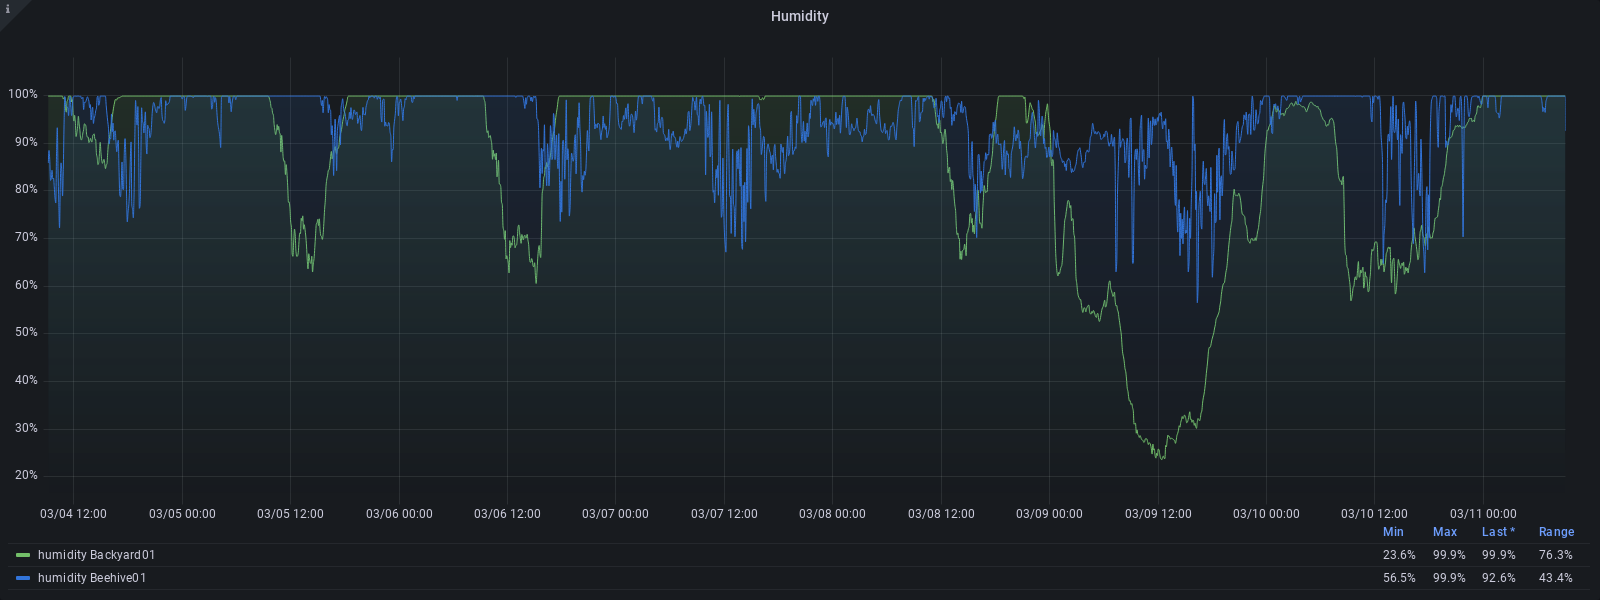 i
Humidity
100%
90%
80%
70%
60%
50%
40%
30%
20%
03/04 12:00 03/05 00:00 03/05 12:00 03/06 00:00 03/06 12:00 03/07 00:00 03/07 12:00 03/08 00:00 03/08 12:00 03/09 00:00 03/09 12:00 03/10 00:00 03/10 12:00 03/11 00:00
Min Max Last * Range
humidity Backyard01 23.6% 99.9% 99.9% 76.3%
humidity Beehive01 56.5% 99.9% 92.6% 43.4%